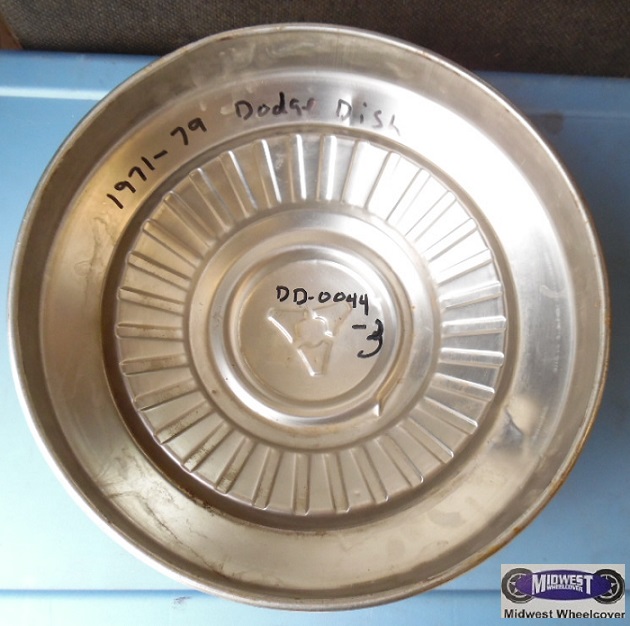 1971-79 Dodge Dish
DD-0044
-3
MIDWEST
WHEELCOVER
Midwest Wheelcover